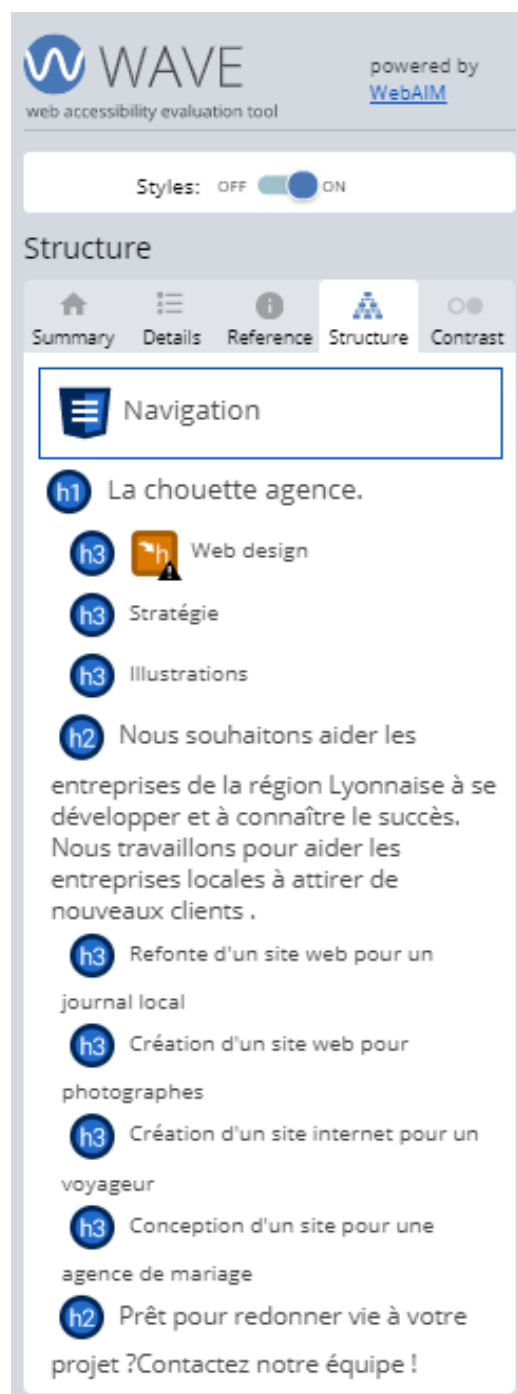 WAVE
powered by
WebAIM
web accessibility evaluation tool
Styles: OFF ON
Structure
Summary Details Reference Structure Contrast
Navigation
h1 La chouette agence.
h3 h Web design
h3 Stratégie
h3 Illustrations
h2 Nous souhaitons aider les
entreprises de la région Lyonnaise à se
développer et à connaître le succès.
Nous travaillons pour aider les
entreprises locales à attirer de
nouveaux clients .
h3 Refonte d'un site web pour un
journal local
h3 Création d'un site web pour
photographes
h3 Création d'un site internet pour un
voyageur
h3 Conception d'un site pour une
agence de mariage
h2 Prêt pour redonner vie à votre
projet ?Contactez notre équipe !